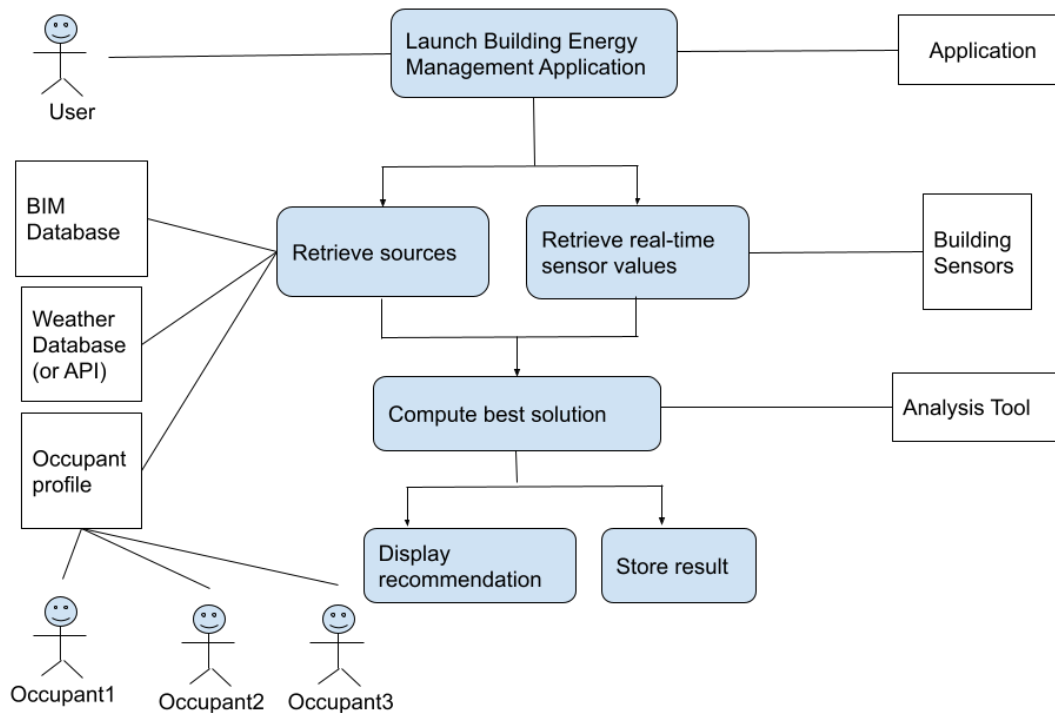 Launch Building Energy
Management Application
Application
User
BIM
Database
Retrieve sources
Retrieve real-time
sensor values
Building
Sensors
Weather
Database
(or API)
Compute best solution
Analysis Tool
Occupant
profile
Display
recommendation
Store result
Occupant1
Occupant2
Occupant3